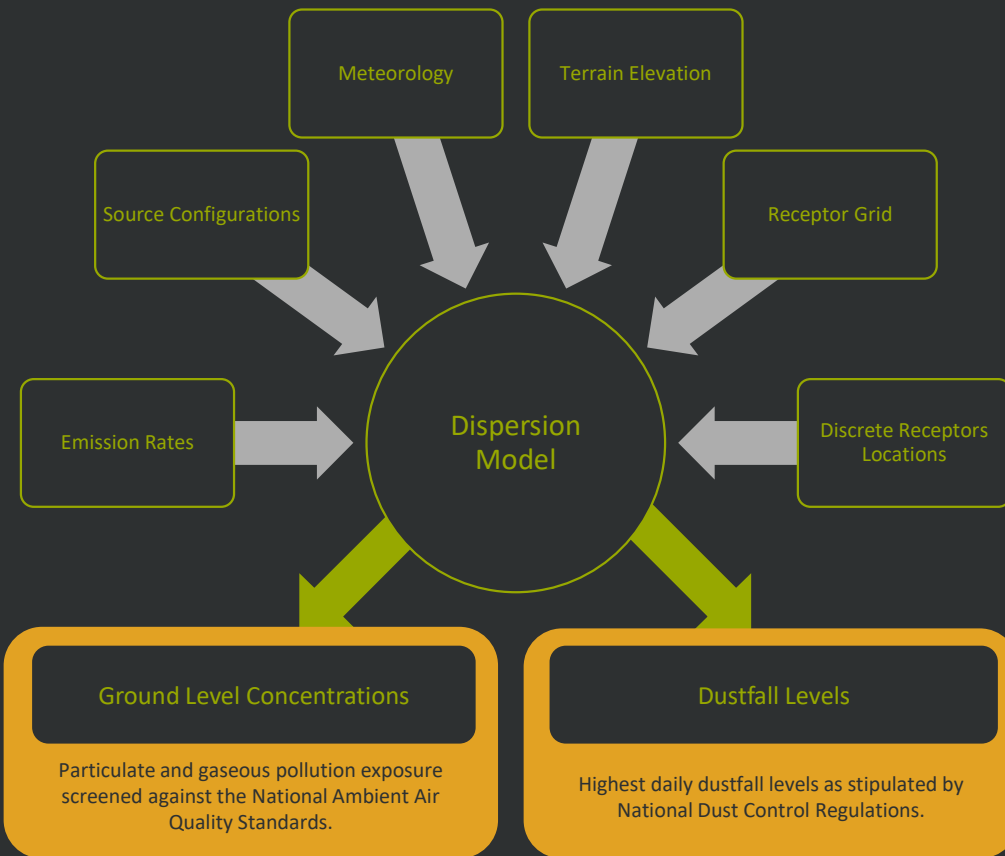 Meteorology
Terrain Elevation
Source Configurations
Receptor Grid
Emission Rates
Dispersion
Model
Discrete Receptors
Locations
Ground Level Concentrations
Particulate and gaseous pollution exposure
screened against the National Ambient Air
Quality Standards.
Dustfall Levels
Highest daily dustfall levels as stipulated by
National Dust Control Regulations.